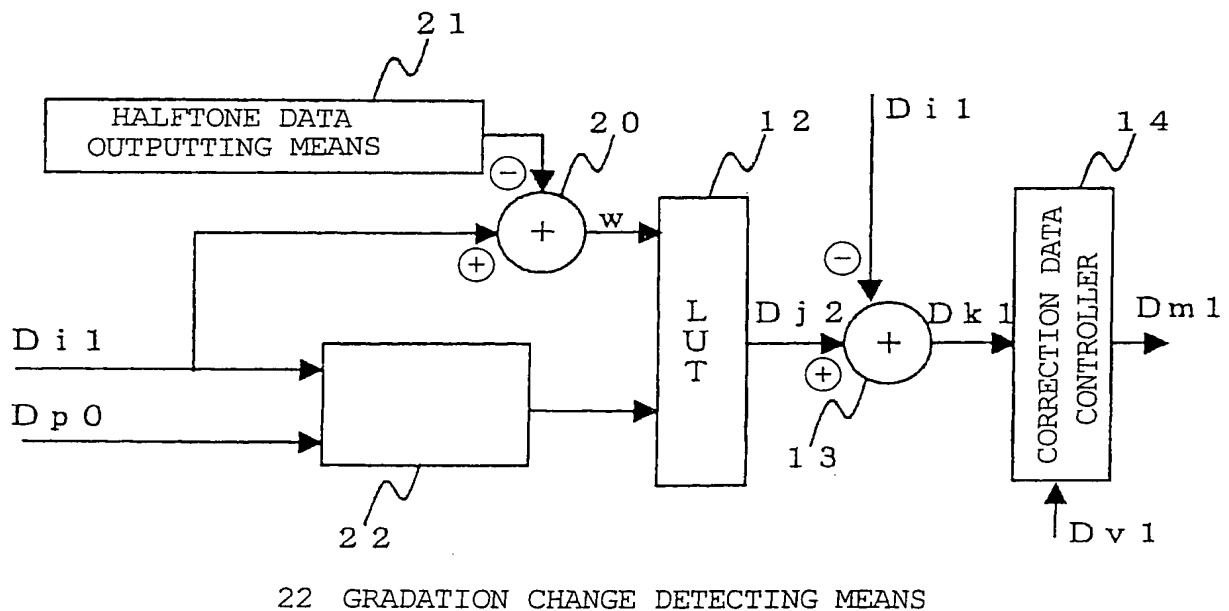 21
HALFTONE DATA
OUTPUTTING MEANS
20
12
Di1
14
−
+
w
+
−
LUT
Dj2
+
Dk1
CORRECTION DATA
CONTROLLER
Dm1
Di1
+
13
Dp0
22
Dv1
22 GRADATION CHANGE DETECTING MEANS